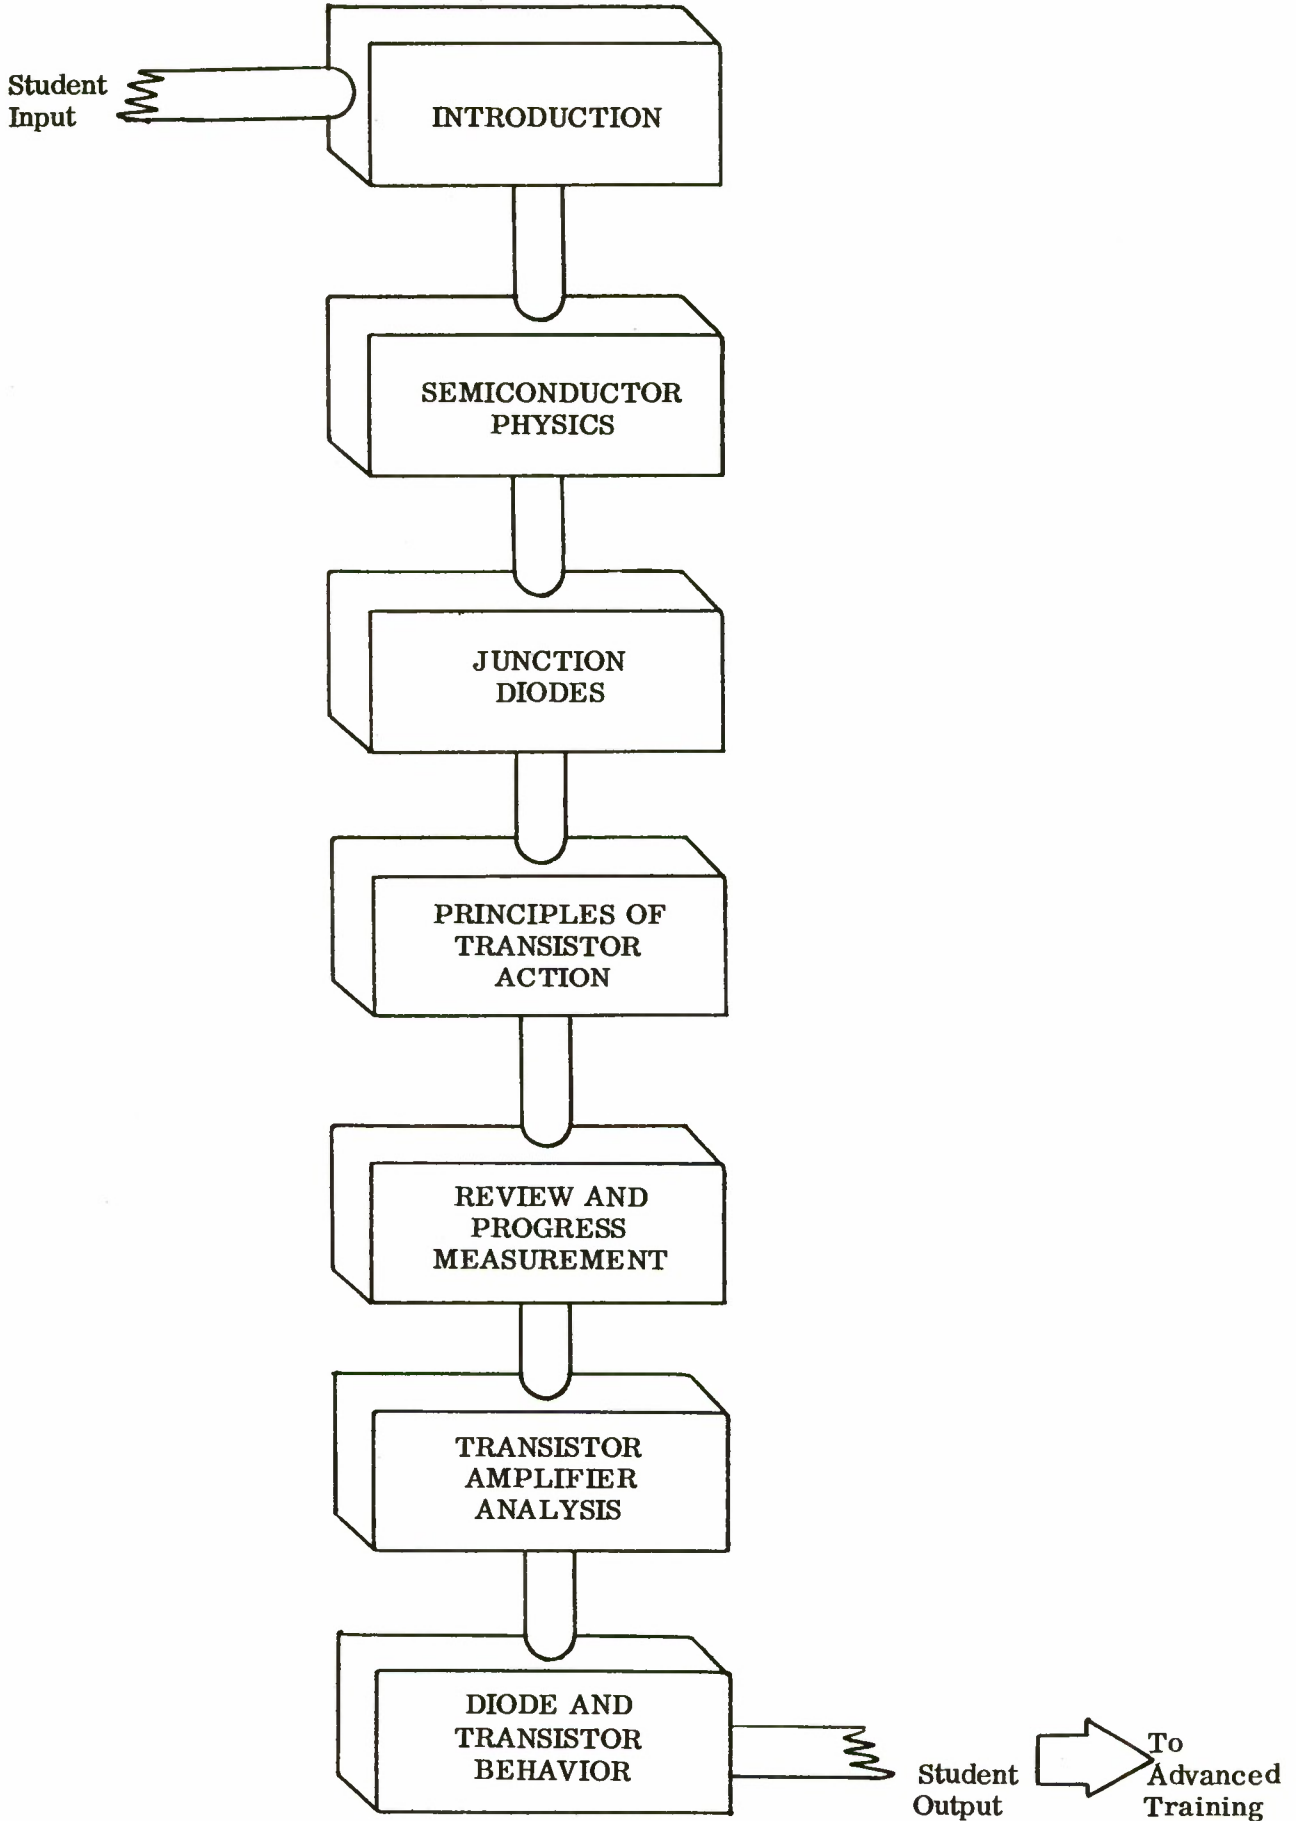 Student
Input
INTRODUCTION
SEMICONDUCTOR
PHYSICS
JUNCTION
DIODES
PRINCIPLES OF
TRANSISTOR
ACTION
REVIEW AND
PROGRESS
MEASUREMENT
TRANSISTOR
AMPLIFIER
ANALYSIS
DIODE AND
TRANSISTOR
BEHAVIOR
Student
Output
To
Advanced
Training